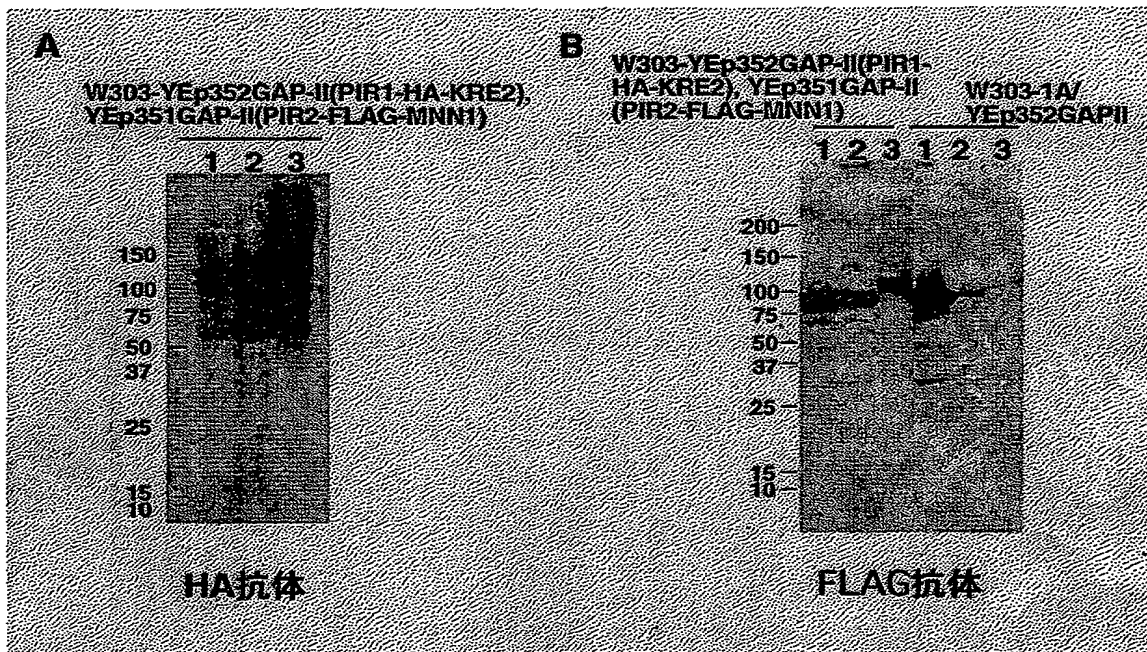 A
W303-YEp352GAP-II(PIR1-HA-KRE2),
YEp351GAP-II(PIR2-FLAG-MNN1)
1 2 3
150
100
75
50
37
25
15
10
HA抗体
B
W303-YEp352GAP-II(PIR1-
HA-KRE2), YEp351GAP-II
(PIR2-FLAG-MNN1)
W303-1A/
YEp352GAPII
1 2 3 1 2 3
200
150
100
75
50
37
25
15
10
FLAG抗体